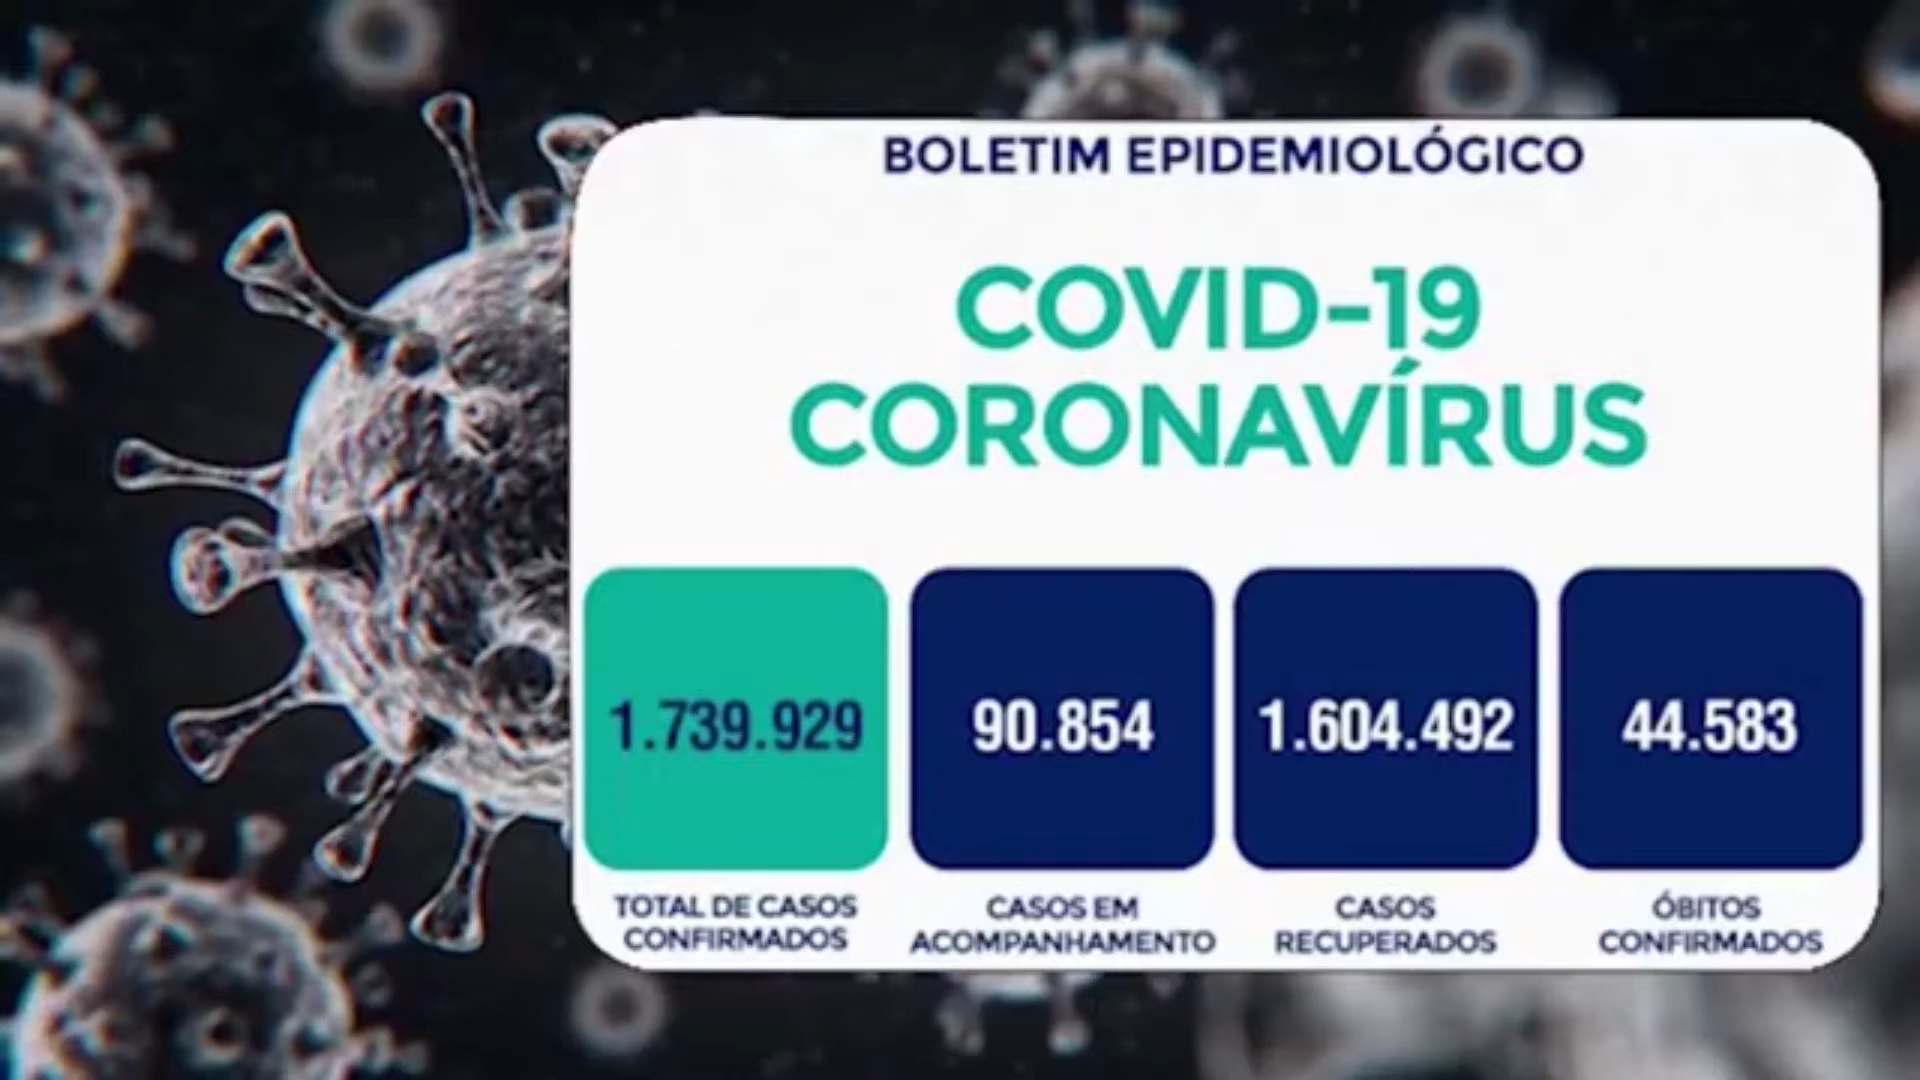 BOLETIM EPIDEMIOLÓGICO
COVID-19
CORONAVÍRUS
1.739.929
90.854
1.604.492
44.583
TOTAL DE CASOS
CONFIRMADOS
CASOS EM
ACOMPANHAMENTO
CASOS
RECUPERADOS
ÓBITOS
CONFIRMADOS